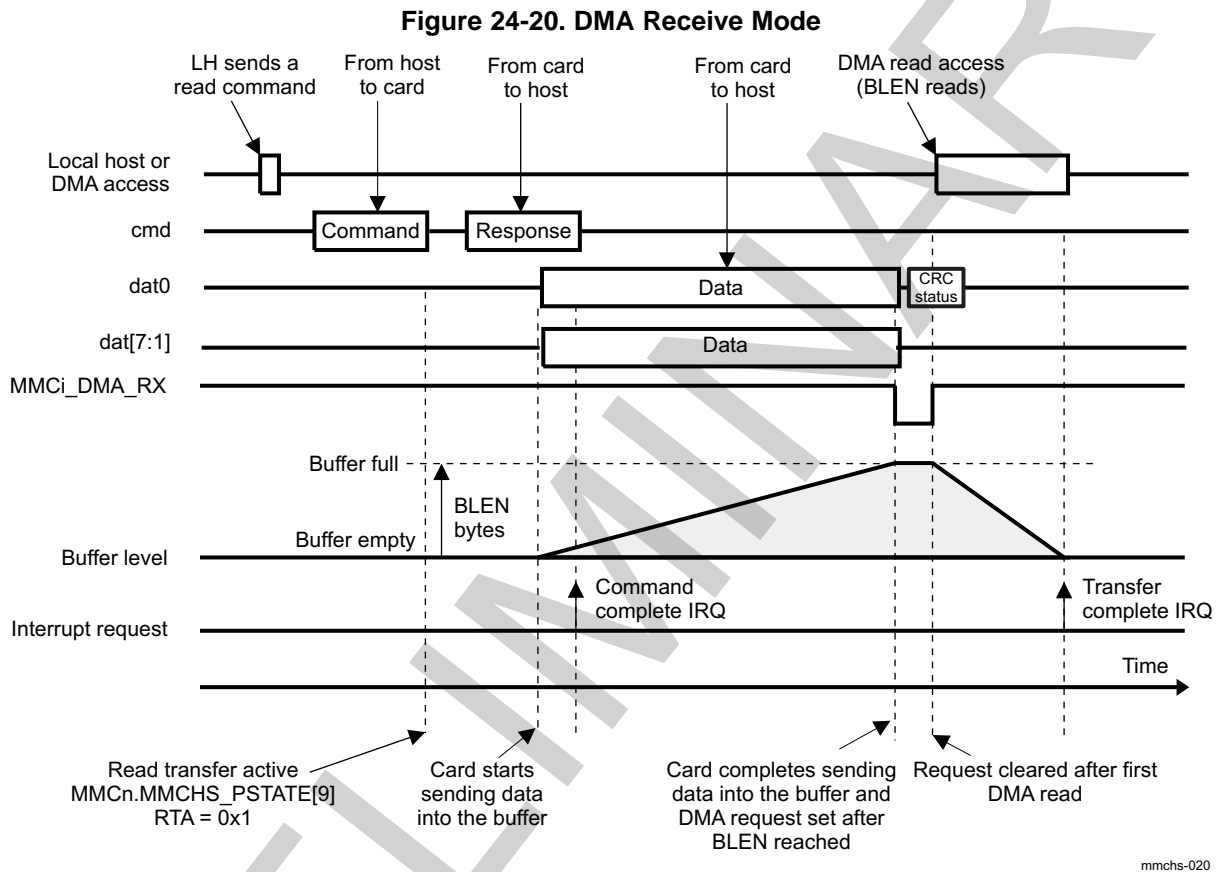 Figure 24-20. DMA Receive Mode
LH sends a
read command
From host
to card
From card
to host
From card
to host
DMA read access
(BLEN reads)
Local host or
DMA access
cmd
Command
Response
dat0
Data
CRC
status
dat[7:1]
Data
MMCi_DMA_RX
Buffer full
BLEN
bytes
Buffer empty
Buffer level
Command
complete IRQ
Transfer
complete IRQ
Interrupt request
Time
Read transfer active
MMCn.MMCHS_PSTATE[9]
RTA = 0x1
Card starts
sending data
into the buffer
Card completes sending
data into the buffer and
DMA request set after
BLEN reached
Request cleared after first
DMA read
mmchs-020